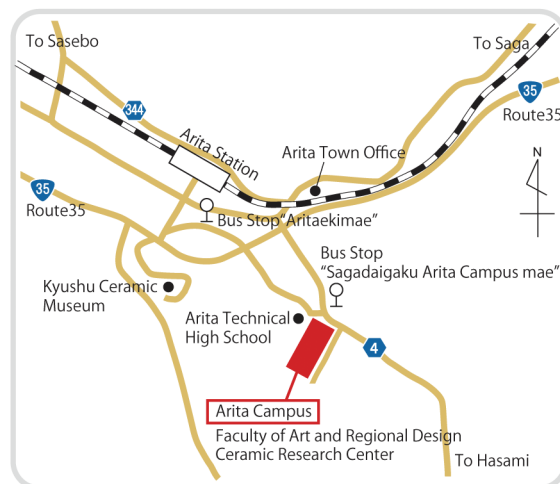 To Sasebo
To Saga
344
35
Route35
Arita Station
Arita Town Office
N
35
Route35
Bus Stop"Aritaekimae"
Bus Stop
"Sagadaigaku Arita Campus mae"
Kyushu Ceramic
Museum
Arita Technical
High School
4
Arita Campus
Faculty of Art and Regional Design
Ceramic Research Center
To Hasami